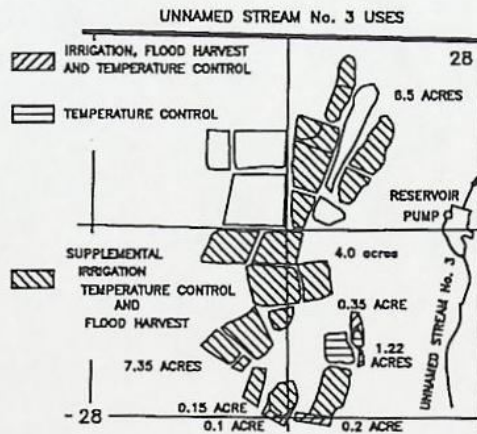 UNNAMED STREAM No. 3 USES
IRRIGATION, FLOOD HARVEST
AND TEMPERATURE CONTROL
28
6.5 ACRES
TEMPERATURE CONTROL
RESERVOIR
PUMP
4.0 acres
SUPPLEMENTAL
IRRIGATION
TEMPERATURE CONTROL
AND
FLOOD HARVEST
0.35 ACRE
1.22
ACRES
7.35 ACRES
UNNAMED STREAM No. 3
- 28
0.15 ACRE
0.1 ACRE
0.2 ACRE